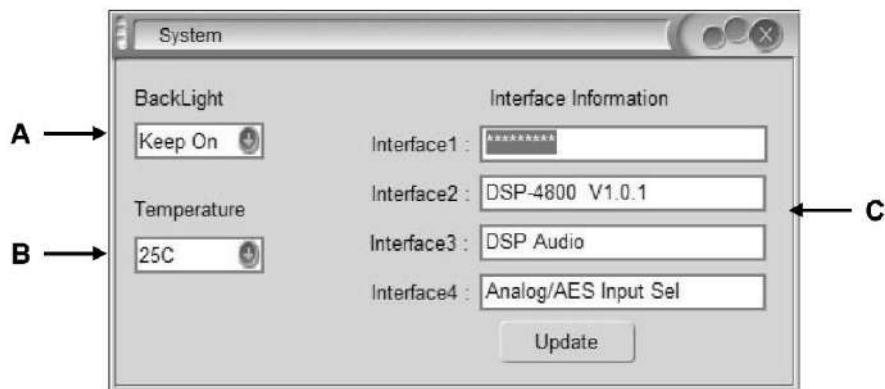 System
BackLight
A
Keep On
Temperature
B
25C
Interface Information
Interface1 : *********
Interface2 : DSP-4800 V1.0.1
Interface3 : DSP Audio
Interface4 : Analog/AES Input Sel
Update
C